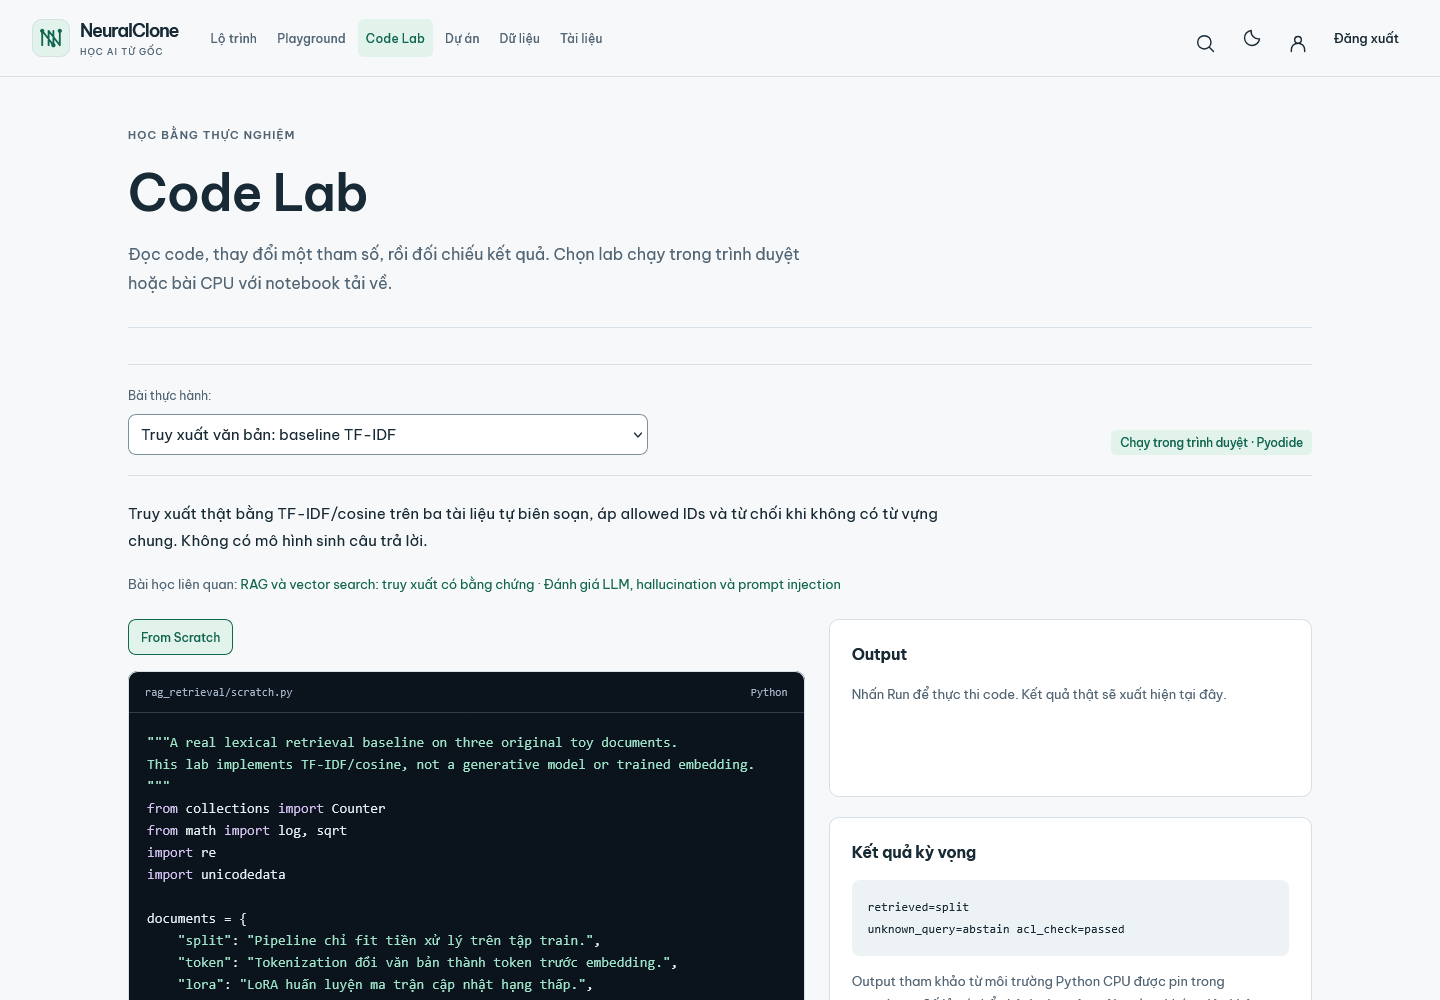 NeuralClone
HỌC AI TỪ GỐC
Lộ trình
Playground
Code Lab
Dự án
Dữ liệu
Tài liệu
Đăng xuất
HỌC BẰNG THỰC NGHIỆM
Code Lab
Đọc code, thay đổi một tham số, rồi đối chiếu kết quả. Chọn lab chạy trong trình duyệt
hoặc bài CPU với notebook tải về.
Bài thực hành:
Truy xuất văn bản: baseline TF-IDF
Chạy trong trình duyệt · Pyodide
Truy xuất thật bằng TF-IDF/cosine trên ba tài liệu tự biên soạn, áp allowed IDs và từ chối khi không có từ vựng
chung. Không có mô hình sinh câu trả lời.
Bài học liên quan: RAG và vector search: truy xuất có bằng chứng · Đánh giá LLM, hallucination và prompt injection
From Scratch
rag_retrieval/scratch.py
Python
"""A real lexical retrieval baseline on three original toy documents.
This lab implements TF-IDF/cosine, not a generative model or trained embedding.
"""
from collections import Counter
from math import log, sqrt
import re
import unicodedata
documents = {
"split": "Pipeline chỉ fit tiền xử lý trên tập train.",
"token": "Tokenization đổi văn bản thành token trước embedding.",
"lora": "LoRA huấn luyện ma trận cập nhật hạng thấp.",
Output
Nhấn Run để thực thi code. Kết quả thật sẽ xuất hiện tại đây.
Kết quả kỳ vọng
retrieved=split
unknown_query=abstain acl_check=passed
Output tham khảo từ môi trường Python CPU được pin trong